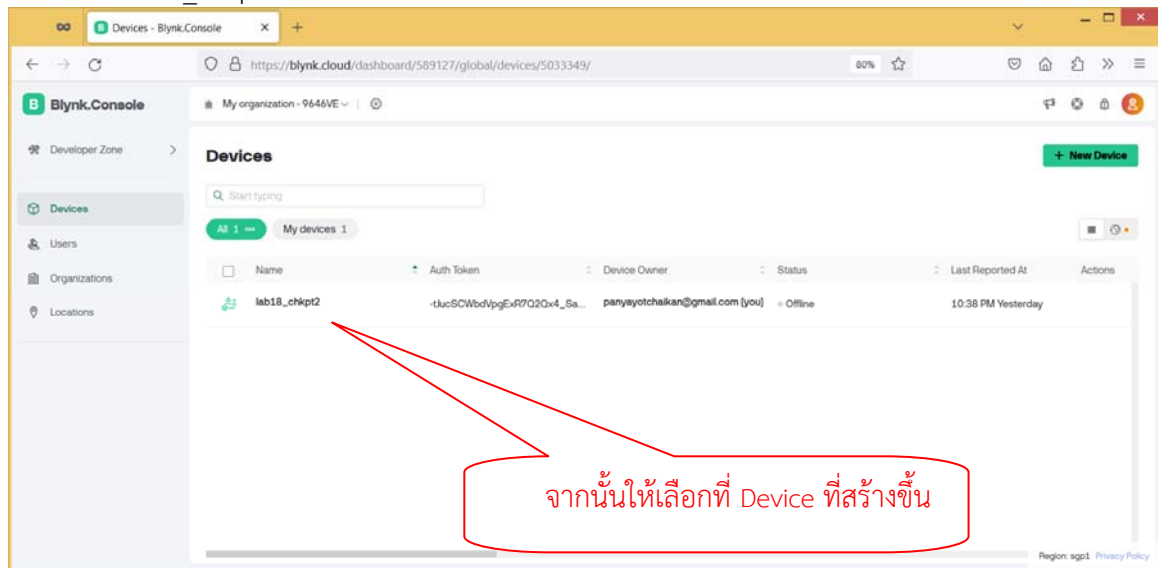 Devices - Blynk.Console
https://blynk.cloud/dashboard/589127/global/devices/5033349/
80%
B Blynk.Console
My organization - 9646VE
Developer Zone
Devices
+ New Device
Start typing
Devices
All 1
My devices 1
Users
Organizations
Name Auth Token Device Owner Status Last Reported At Actions
Locations
lab18_chkpt2 -tJucSCWbdVpgExR7Q2Qx4_Sa... panyayotchaikan@gmail.com (you) Offline 10:38 PM Yesterday
จากนั้นให้เลือกที่ Device ที่สร้างขึ้น
Region: sgp1 Privacy Policy